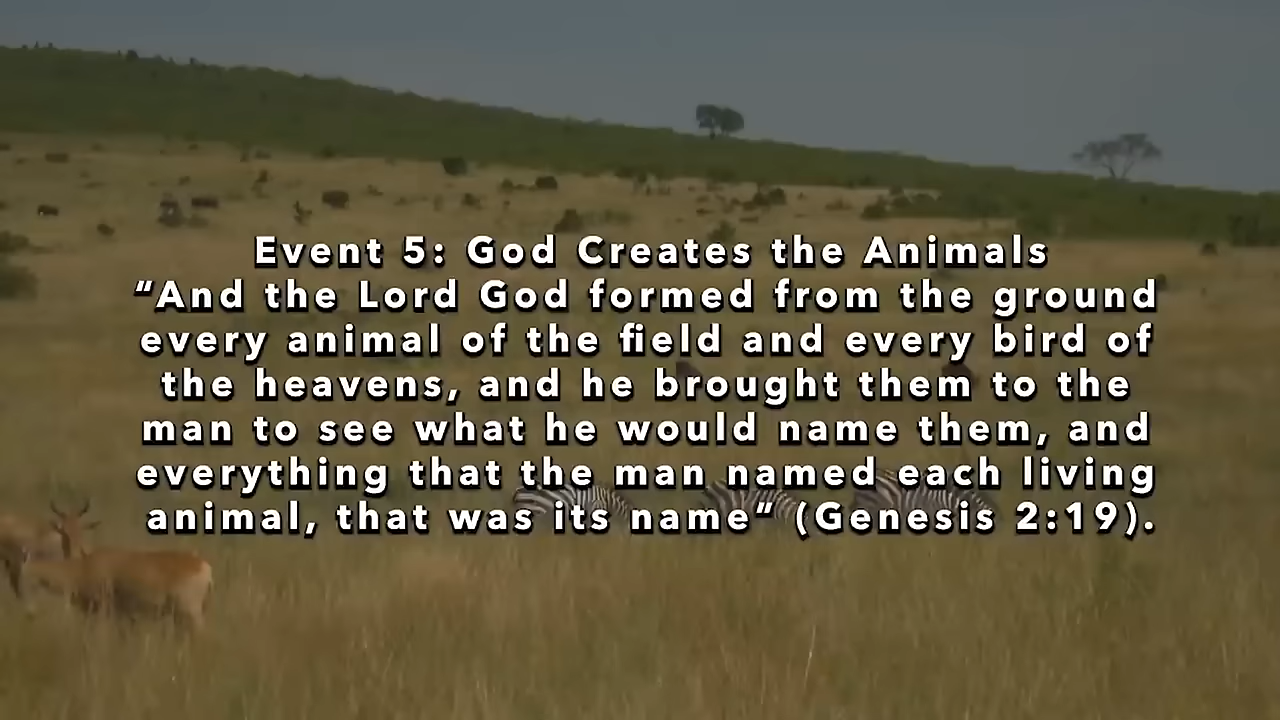 Event 5: God Creates the Animals
“And the Lord God formed from the ground
every animal of the field and every bird of
the heavens, and he brought them to the
man to see what he would name them, and
everything that the man named each living
animal, that was its name” (Genesis 2:19).